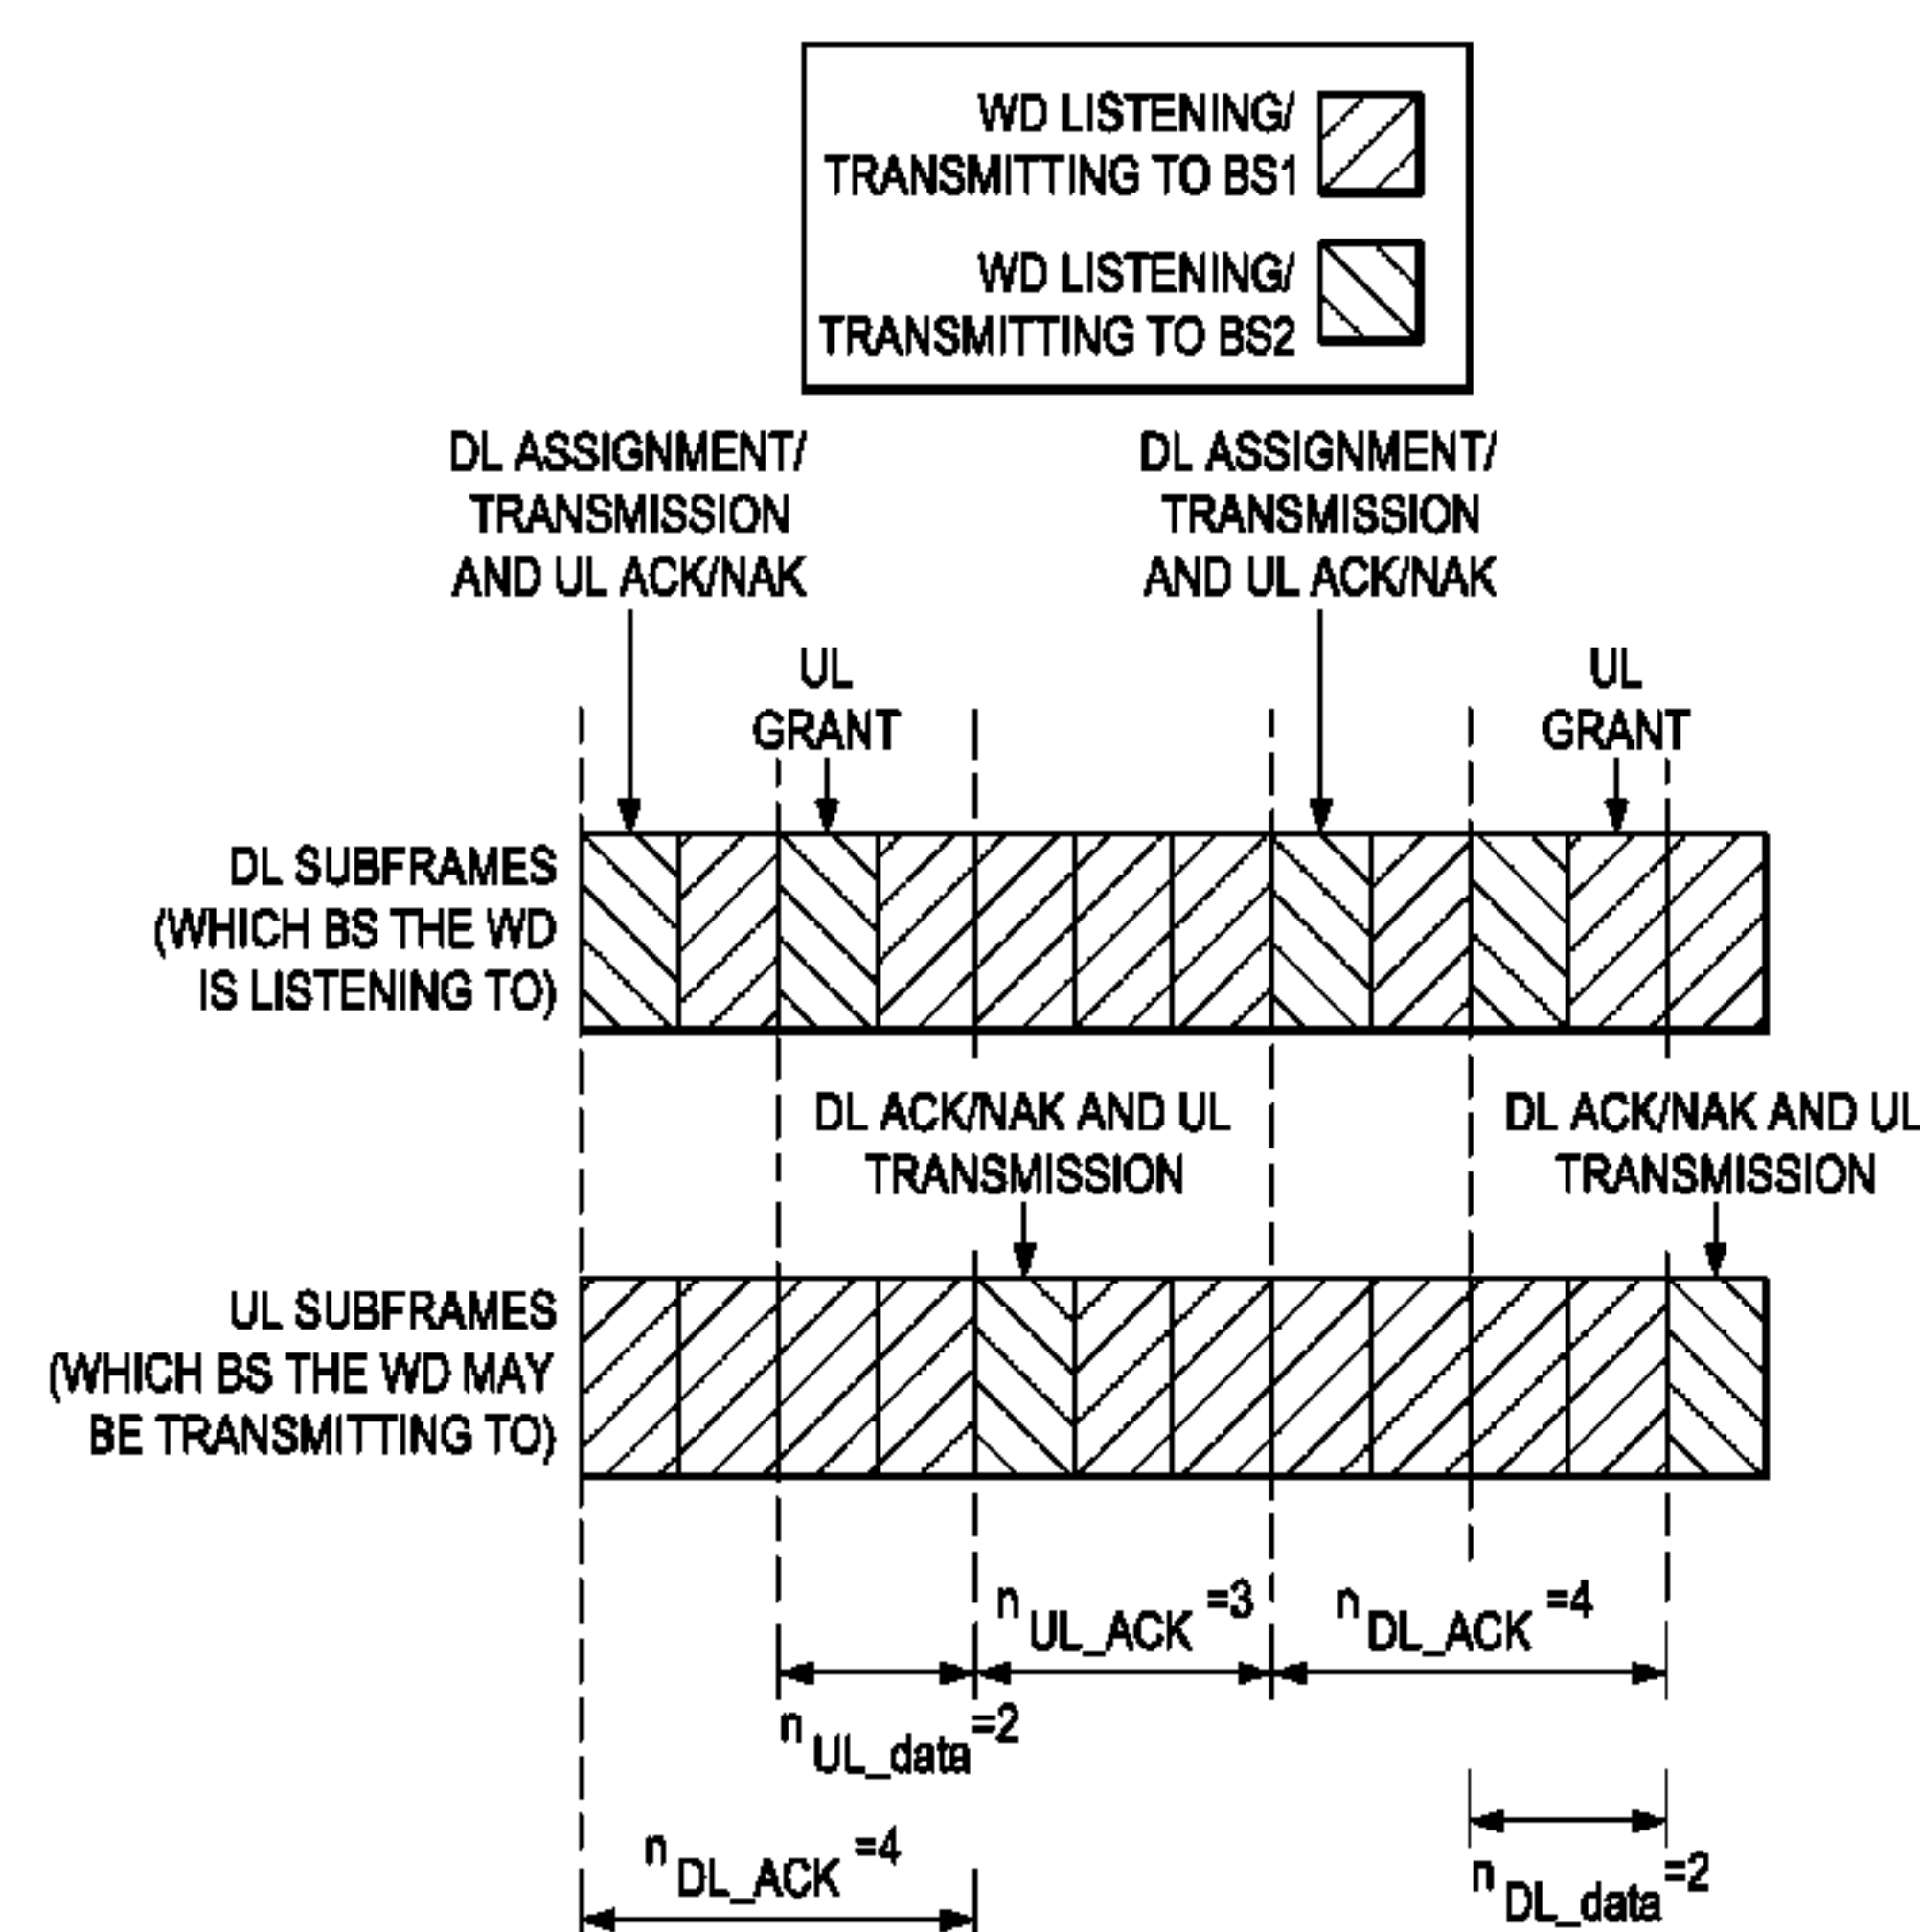 WD LISTENING/
TRANSMITTING TO BS1
WD LISTENING/
TRANSMITTING TO BS2
DL ASSIGNMENT/
TRANSMISSION
AND UL ACK/NAK
DL ASSIGNMENT/
TRANSMISSION
AND UL ACK/NAK
UL
GRANT
UL
GRANT
DL SUBFRAMES
(WHICH BS THE WD
IS LISTENING TO)
DL ACK/NAK AND UL
TRANSMISSION
DL ACK/NAK AND UL
TRANSMISSION
UL SUBFRAMES
(WHICH BS THE WD MAY
BE TRANSMITTING TO)
n UL_ACK =3
n DL_ACK =4
n UL_data =2
n DL_ACK =4
n DL_data =2